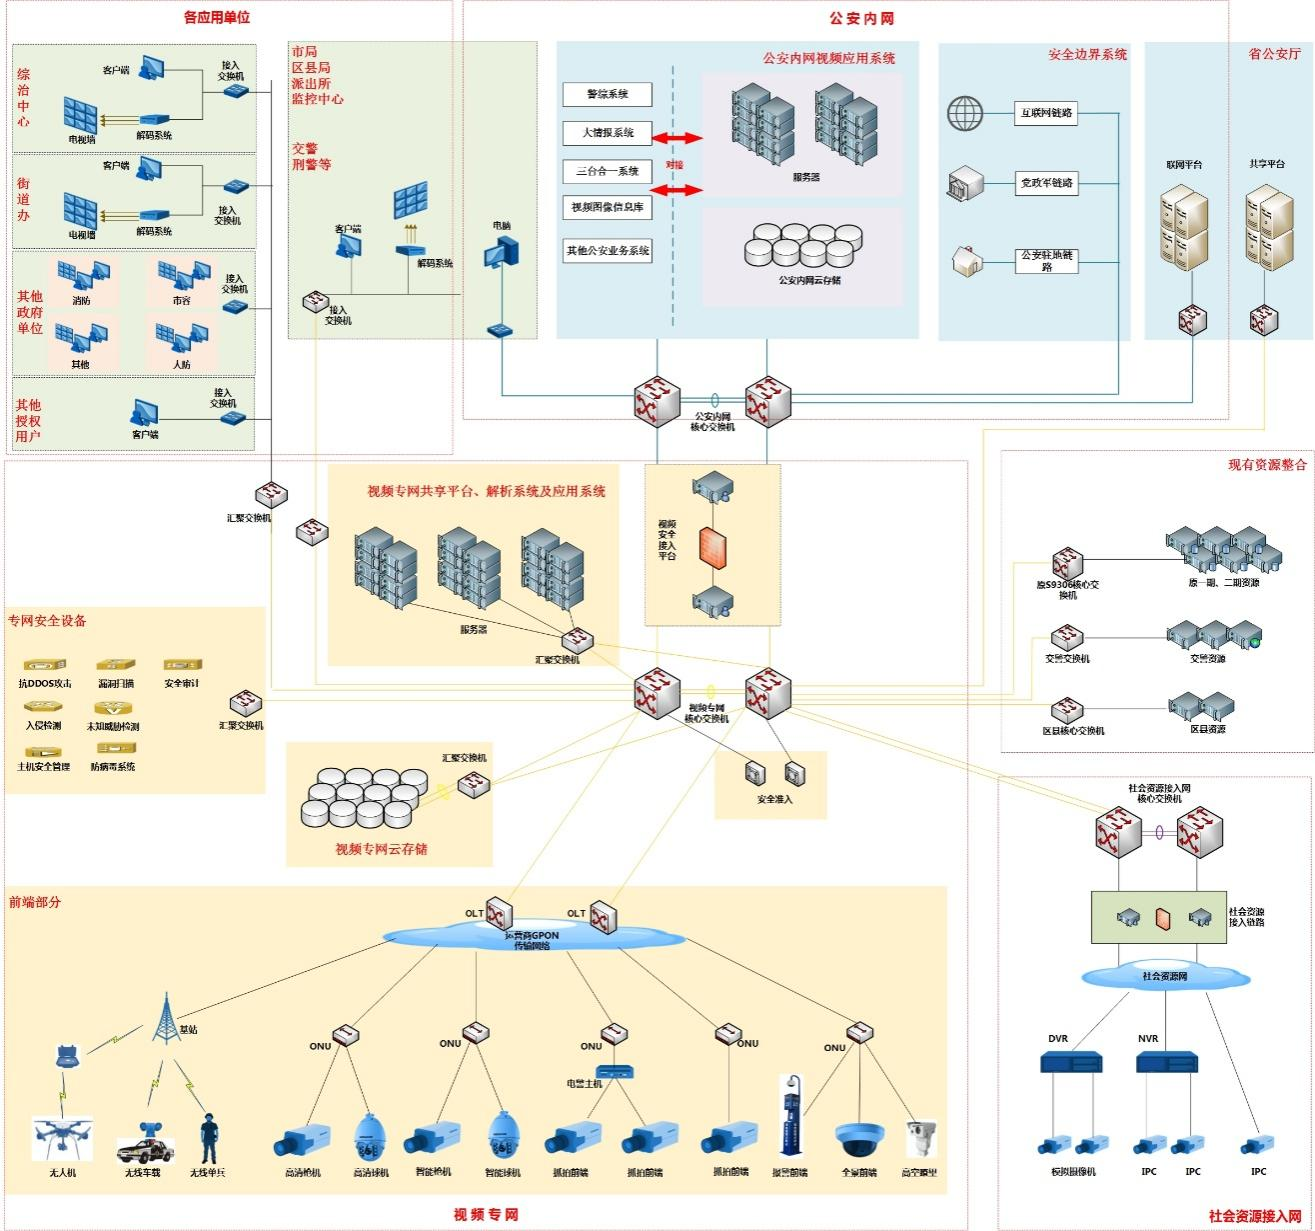 各应用单位
公安内网
综
治
中
心
客户端
接入
交换机
电视墙
解码系统
街
道
办
客户端
接入
交换机
电视墙
解码系统
其他
政府
单位
消防
市容
接入
交换机
其他
人防
其他
授权
用户
接入
交换机
客户端
市局
区县局
派出所
监控中心
交警
刑警等
客户端
解码系统
接入
交换机
电脑
公安内网视频应用系统
警综系统
大情报系统
三台合一系统
视频图像信息库
其他公安业务系统
对接
服务器
公安内网云存储
安全边界系统
互联网链路
党政军链路
公安驻地链
路
省公安厅
联网平台
共享平台
公安内网
核心交换机
汇聚交换机
视频专网共享平台、解析系统及应用系统
服务器
汇聚交换机
视频
安全
接入
平台
现有资源整合
原S9306核心交
换机
原一期、二期资源
交警交换机
交警资源
区县核心交换机
区县资源
专网安全设备
抗DDOS攻击
漏洞扫描
安全审计
入侵检测
未知威胁检测
主机安全管理
防病毒系统
汇聚交换机
视频专网
核心交换机
汇聚交换机
视频专网云存储
安全准入
社会资源接入网
核心交换机
社会资源
接入链路
社会资源网
DVR
NVR
模拟摄像机
IPC
IPC
IPC
社会资源接入网
前端部分
OLT
OLT
运营商GPON
传输网络
基站
ONU
ONU
ONU
ONU
ONU
电警主机
无人机
无线车载
无线单兵
高清枪机
高清球机
智能枪机
智能球机
抓拍前端
抓拍前端
抓拍前端
报警前端
全景前端
高空瞭望
视频专网